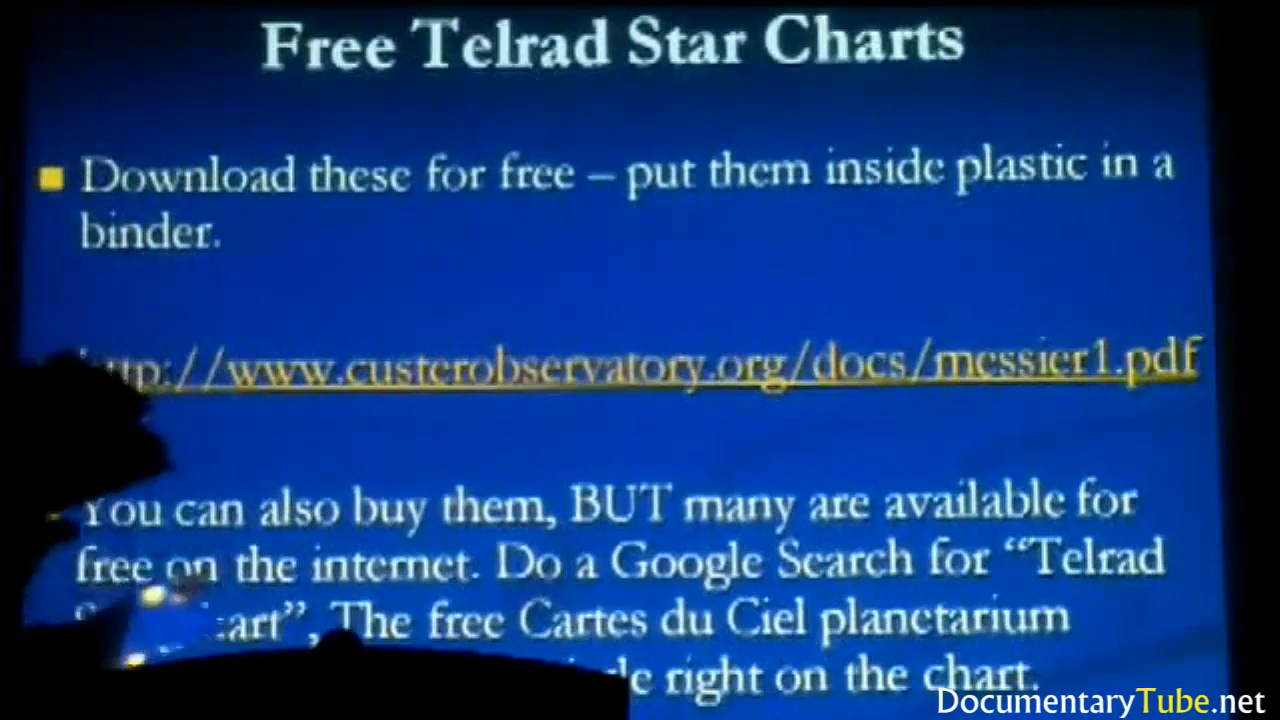 Free Telrad Star Charts
Download these for free – put them inside plastic in a
binder.
ttp://www.custerobservatory.org/docs/messier1.pdf
You can also buy them, BUT many are available for
free on the internet. Do a Google Search for “Telrad
The free Cartes du Ciel planetarium
right on the chart.
DocumentaryTube.net